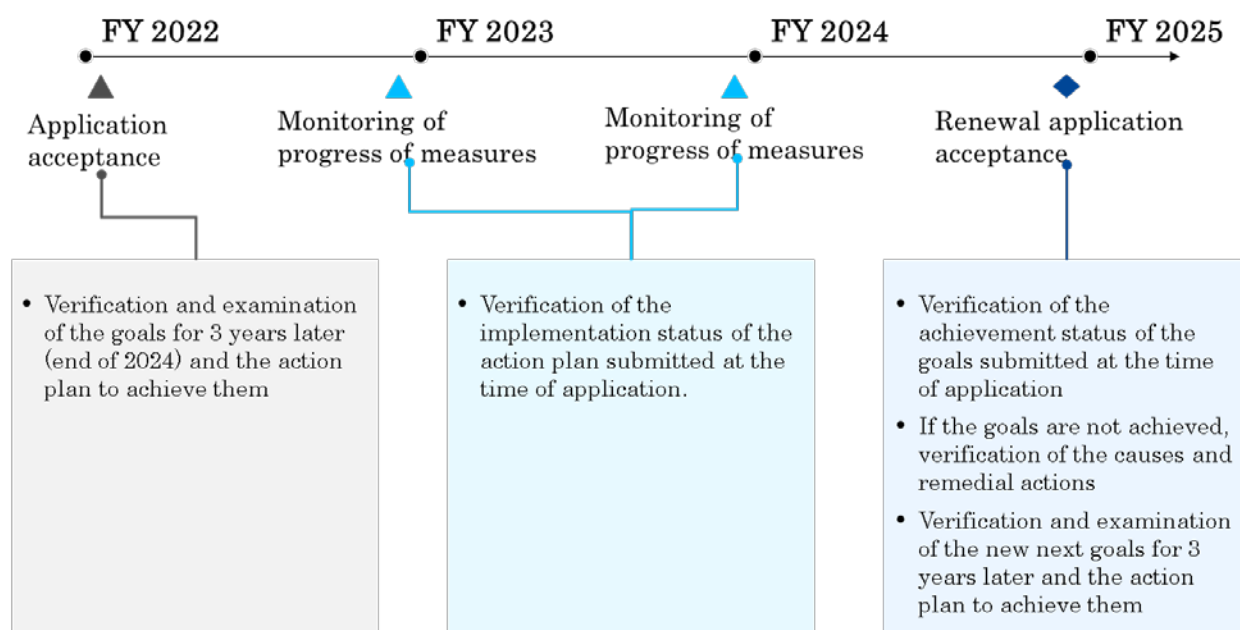 FY 2022
FY 2023
FY 2024
FY 2025
Application
acceptance
Monitoring of
progress of measures
Monitoring of
progress of measures
Renewal application
acceptance
• Verification and examination
of the goals for 3 years later
(end of 2024) and the action
plan to achieve them
• Verification of the
implementation status of the
action plan submitted at the
time of application.
• Verification of the
achievement status of the
goals submitted at the time
of application
• If the goals are not achieved,
verification of the causes and
remedial actions
• Verification and examination
of the new next goals for 3
years later and the action
plan to achieve them